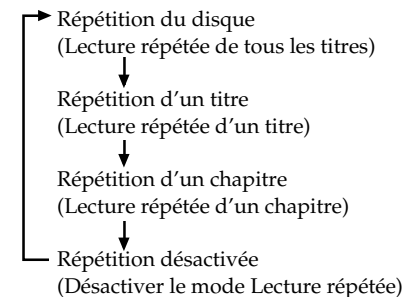 Répétition du disque
(Lecture répétée de tous les titres)
Répétition d’un titre
(Lecture répétée d’un titre)
Répétition d’un chapitre
(Lecture répétée d’un chapitre)
Répétition désactivée
(Désactiver le mode Lecture répétée)